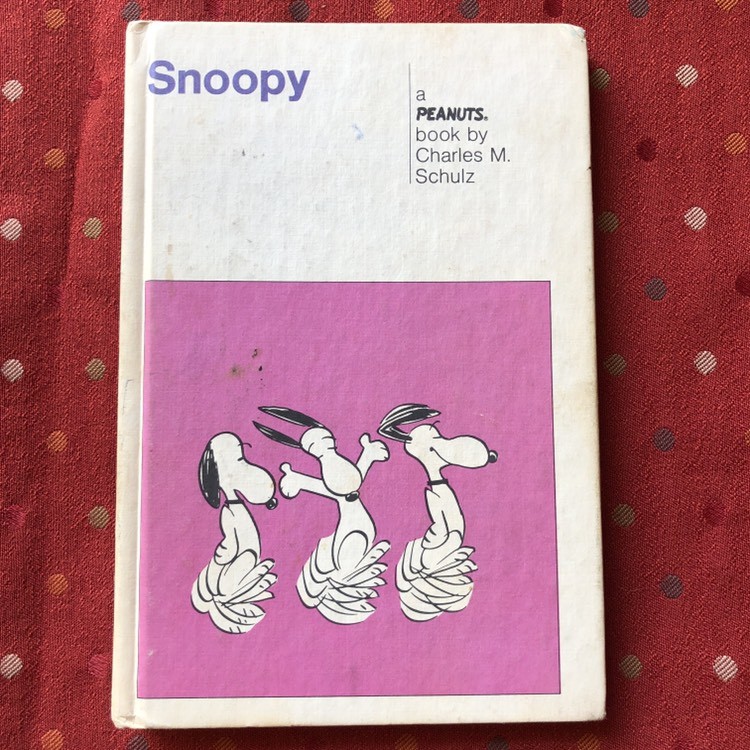 Snoopy
a
PEANUTS®
book by
Charles M.
Schulz